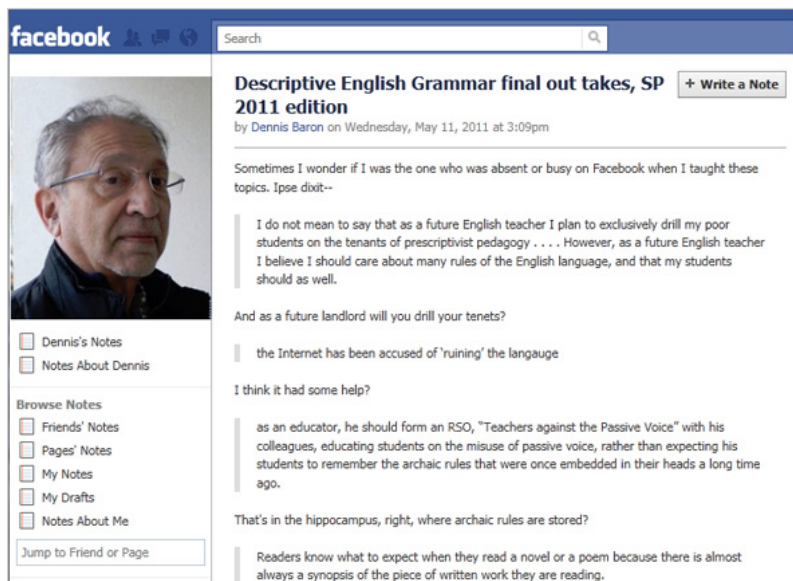 facebook
Search
Descriptive English Grammar final out takes, SP
2011 edition
+ Write a Note
by Dennis Baron on Wednesday, May 11, 2011 at 3:09pm
Sometimes I wonder if I was the one who was absent or busy on Facebook when I taught these
topics. Ipse dixit--
I do not mean to say that as a future English teacher I plan to exclusively drill my poor
students on the tenants of prescriptivist pedagogy . . . . However, as a future English teacher
I believe I should care about many rules of the English language, and that my students
should as well.
And as a future landlord will you drill your tenets?
the Internet has been accused of 'ruining' the langauge
I think it had some help?
as an educator, he should form an RSO, "Teachers against the Passive Voice" with his
colleagues, educating students on the misuse of passive voice, rather than expecting his
students to remember the archaic rules that were once embedded in their heads a long time
ago.
That's in the hippocampus, right, where archaic rules are stored?
Readers know what to expect when they read a novel or a poem because there is almost
always a synopsis of the piece of written work they are reading.
Dennis's Notes
Notes About Dennis
Browse Notes
Friends' Notes
Pages' Notes
My Notes
My Drafts
Notes About Me
Jump to Friend or Page